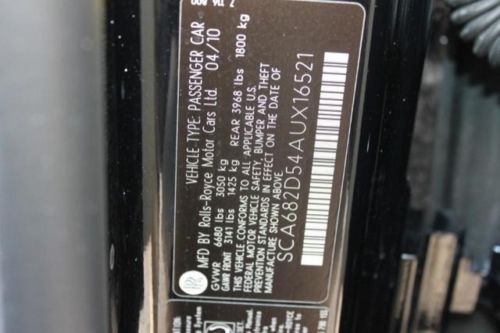 VEHICLE TYPE: PASSENGER CAR
MFD BY Rolls-Royce Motor Cars Ltd. 04/10
GVWR 6680 lbs 3050 kg
GAWR FRONT 3141 lbs 1425 kg REAR 3968 lbs 1800 kg
THIS VEHICLE CONFORMS TO ALL APPLICABLE U.S.
FEDERAL MOTOR VEHICLE SAFETY, BUMPER AND THEFT
PREVENTION STANDARDS IN EFFECT ON THE DATE OF
MANUFACTURE SHOWN ABOVE
SCA682D54AUX16521